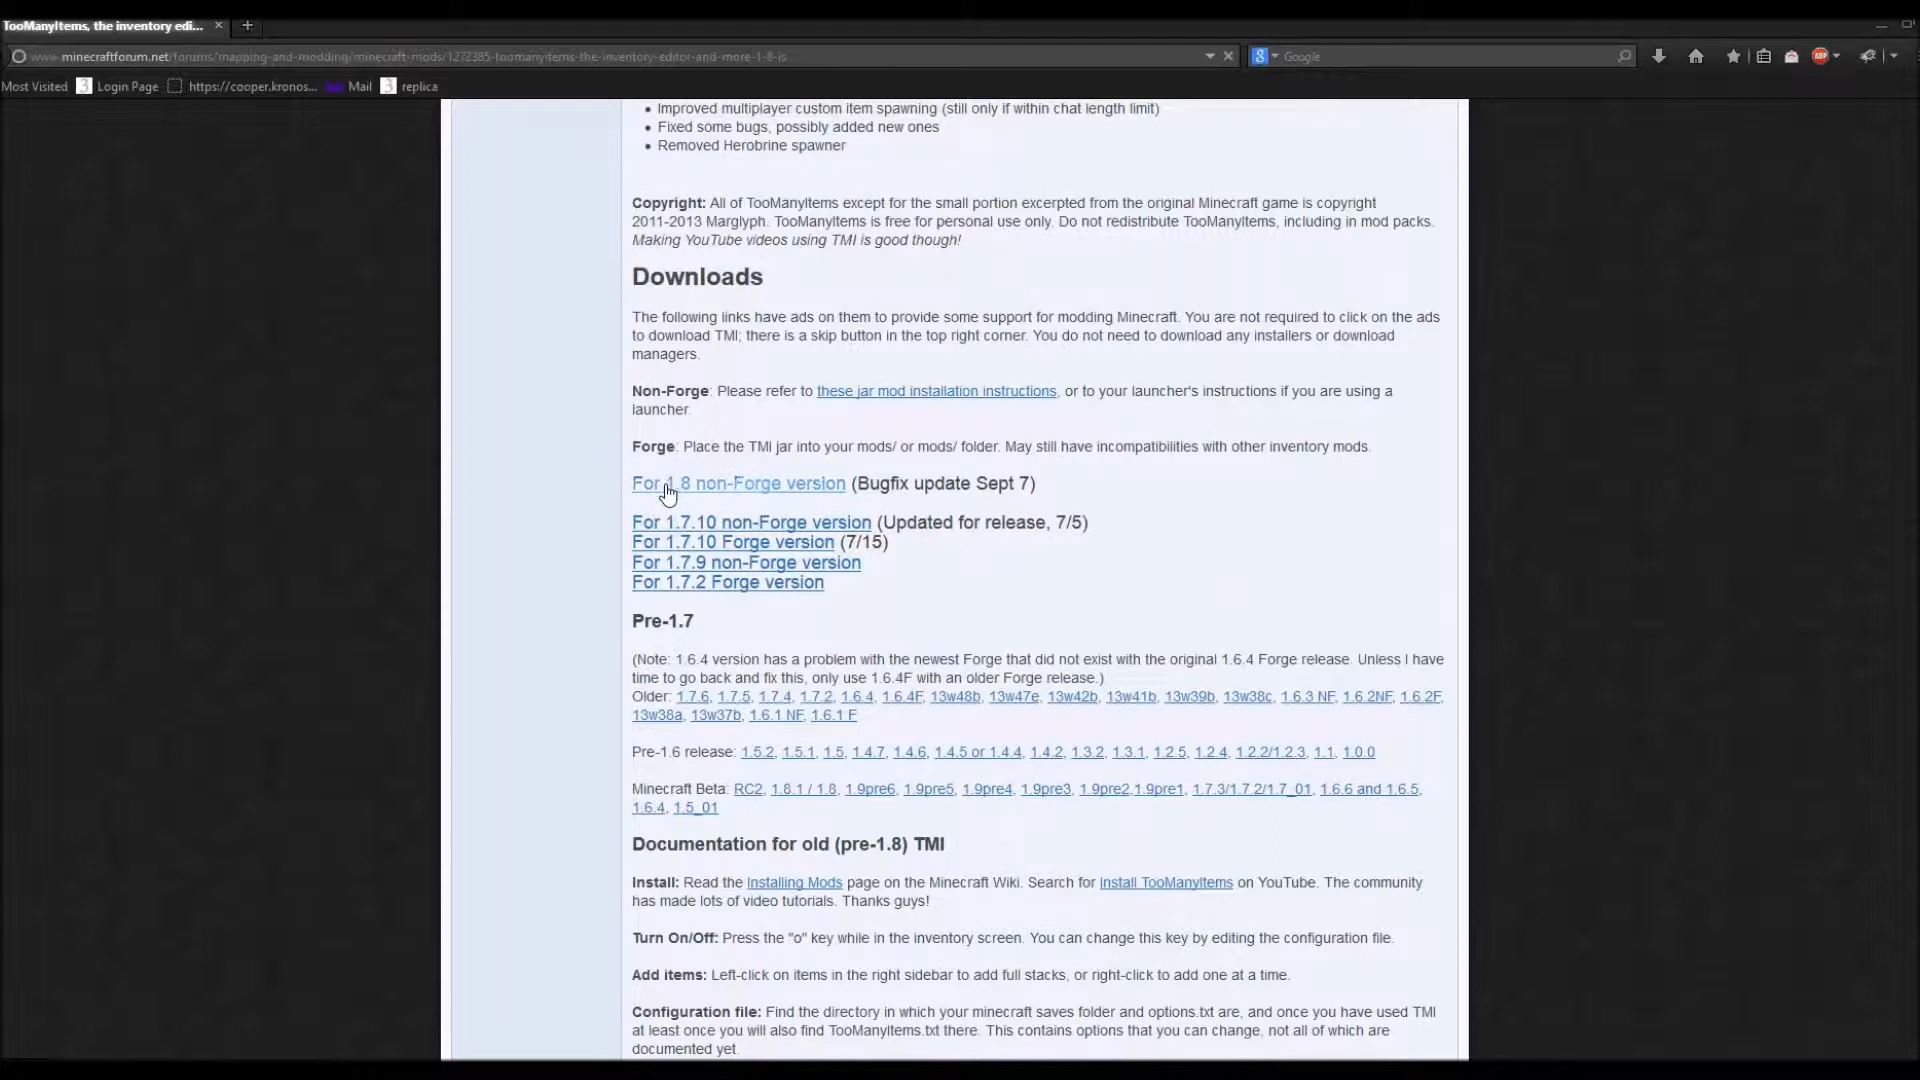 TooManyItems, the inventory edi...
www.minecraftforum.net/forums/mapping-and-modding/minecraft-mods/1272385-toomanyitems-the-inventory-editor-and-more-1-8-is
Google
Most Visited Login Page https://cooper.kronos... Mail replica
• Improved multiplayer custom item spawning (still only if within chat length limit)
• Fixed some bugs, possibly added new ones
• Removed Herobrine spawner
Copyright: All of TooManyItems except for the small portion excerpted from the original Minecraft game is copyright
2011-2013 Marglyph. TooManyItems is free for personal use only. Do not redistribute TooManyItems, including in mod packs.
Making YouTube videos using TMI is good though!
Downloads
The following links have ads on them to provide some support for modding Minecraft. You are not required to click on the ads
to download TMI; there is a skip button in the top right corner. You do not need to download any installers or download
managers.
Non-Forge: Please refer to these jar mod installation instructions, or to your launcher's instructions if you are using a
launcher.
Forge: Place the TMI jar into your mods/ or mods/ folder. May still have incompatibilities with other inventory mods.
For 1.8 non-Forge version (Bugfix update Sept 7)
For 1.7.10 non-Forge version (Updated for release, 7/5)
For 1.7.10 Forge version (7/15)
For 1.7.9 non-Forge version
For 1.7.2 Forge version
Pre-1.7
(Note: 1.6.4 version has a problem with the newest Forge that did not exist with the original 1.6.4 Forge release. Unless I have
time to go back and fix this, only use 1.6.4F with an older Forge release.)
Older: 1.7.6, 1.7.5, 1.7.4, 1.7.2, 1.6.4, 1.6.4F, 13w48b, 13w47e, 13w42b, 13w41b, 13w39b, 13w38c, 1.6.3 NF, 1.6.2NF, 1.6.2F,
13w38a, 13w37b, 1.6.1 NF, 1.6.1 F
Pre-1.6 release: 1.5.2, 1.5.1, 1.5, 1.4.7, 1.4.6, 1.4.5 or 1.4.4, 1.4.2, 1.3.2, 1.3.1, 1.2.5, 1.2.4, 1.2.2/1.2.3, 1.1, 1.0.0
Minecraft Beta: RC2, 1.8.1 / 1.8, 1.9pre6, 1.9pre5, 1.9pre4, 1.9pre3, 1.9pre2,1.9pre1, 1.7.3/1.7.2/1.7_01, 1.6.6 and 1.6.5,
1.6.4, 1.5_01
Documentation for old (pre-1.8) TMI
Install: Read the Installing Mods page on the Minecraft Wiki. Search for Install TooManyItems on YouTube. The community
has made lots of video tutorials. Thanks guys!
Turn On/Off: Press the "o" key while in the inventory screen. You can change this key by editing the configuration file.
Add items: Left-click on items in the right sidebar to add full stacks, or right-click to add one at a time.
Configuration file: Find the directory in which your minecraft saves folder and options.txt are, and once you have used TMI
at least once you will also find TooManyItems.txt there. This contains options that you can change, not all of which are
documented yet.